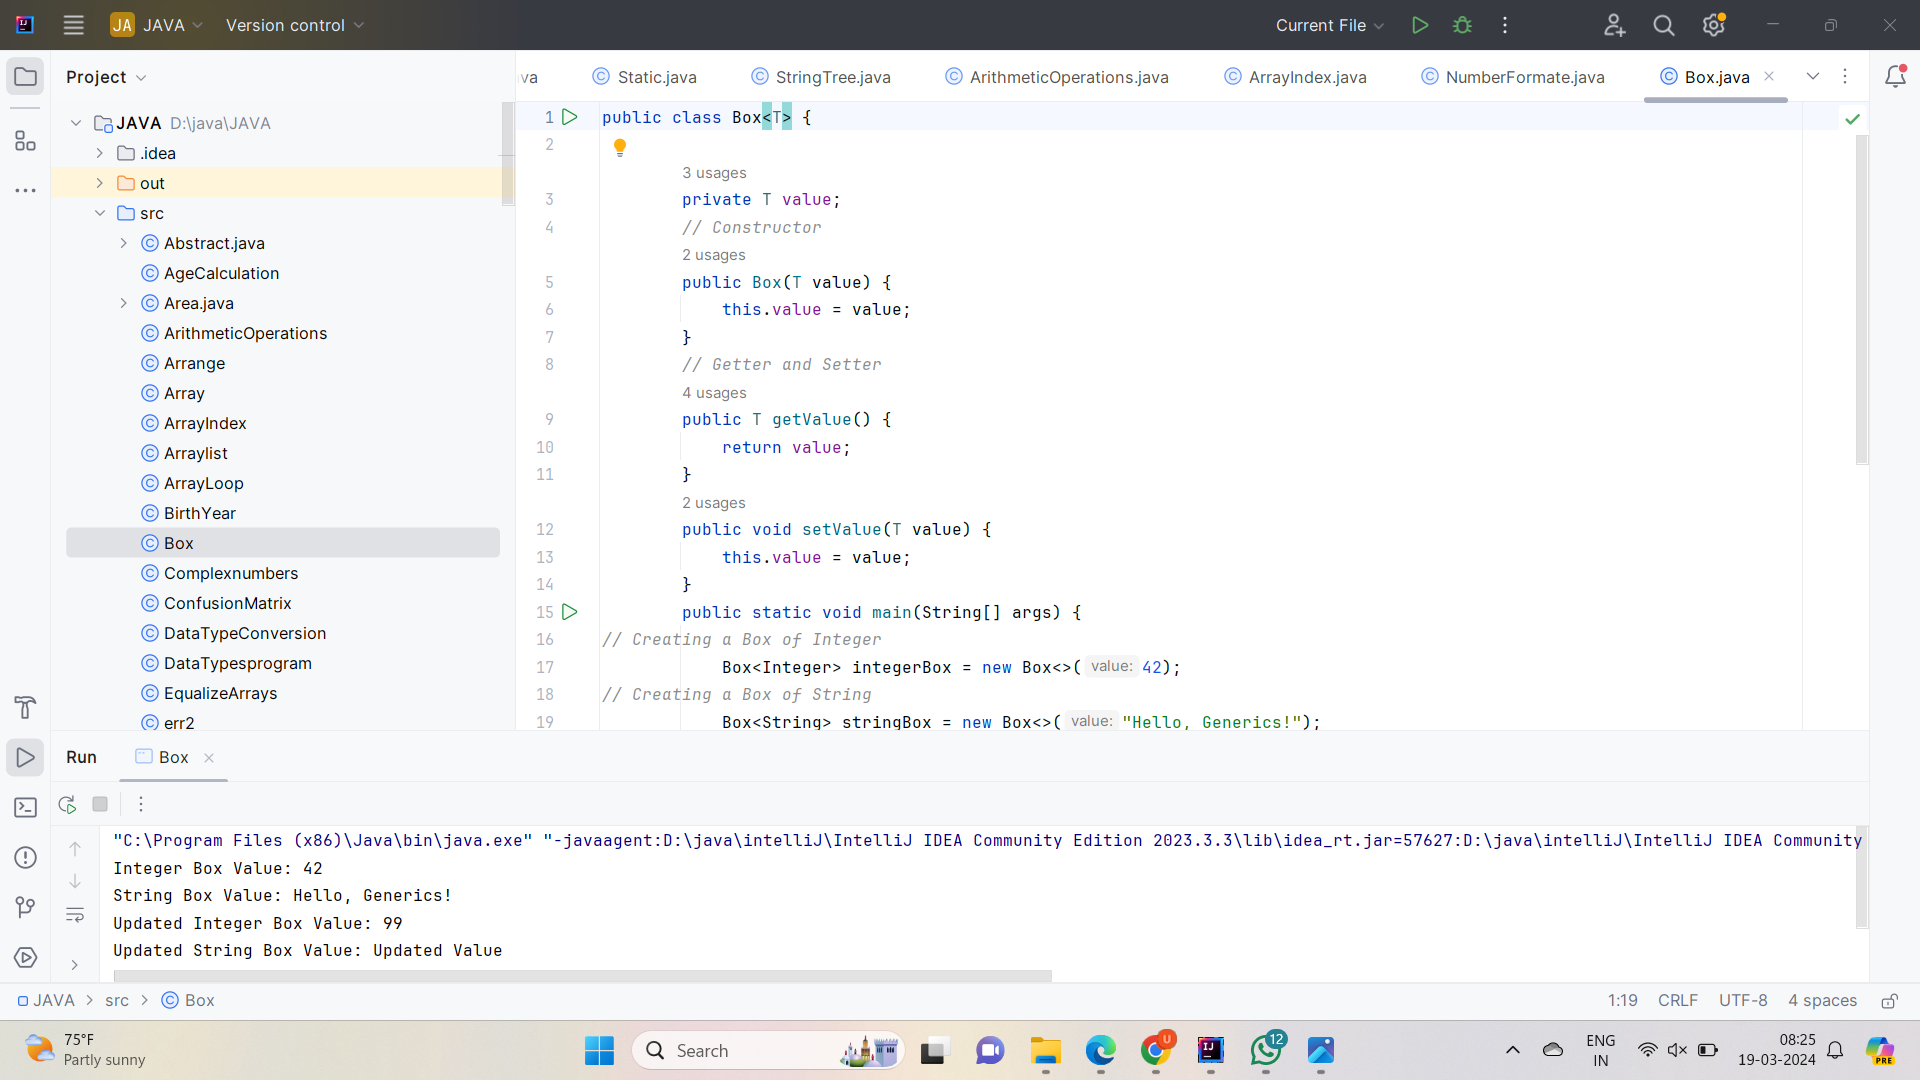 JA JAVA Version control Current File
Project
va Static.java StringTree.java ArithmeticOperations.java ArrayIndex.java NumberFormate.java Box.java
JAVA D:\java\JAVA
.idea
out
src
Abstract.java
AgeCalculation
Area.java
ArithmeticOperations
Arrange
Array
ArrayIndex
Arraylist
ArrayLoop
BirthYear
Box
Complexnumbers
ConfusionMatrix
DataTypeConversion
DataTypesprogram
EqualizeArrays
err2
1 public class Box<T> {
2
3 usages
3 private T value;
4 // Constructor
2 usages
5 public Box(T value) {
6 this.value = value;
7 }
8 // Getter and Setter
4 usages
9 public T getValue() {
10 return value;
11 }
2 usages
12 public void setValue(T value) {
13 this.value = value;
14 }
15 public static void main(String[] args) {
16 // Creating a Box of Integer
17 Box<Integer> integerBox = new Box<>( value: 42);
18 // Creating a Box of String
19 Box<String> stringBox = new Box<>( value: "Hello, Generics!");
Run Box
"C:\Program Files (x86)\Java\bin\java.exe" "-javaagent:D:\java\intelliJ\IntelliJ IDEA Community Edition 2023.3.3\lib\idea_rt.jar=57627:D:\java\intelliJ\IntelliJ IDEA Community
Integer Box Value: 42
String Box Value: Hello, Generics!
Updated Integer Box Value: 99
Updated String Box Value: Updated Value
JAVA > src > Box 1:19 CRLF UTF-8 4 spaces
75°F
Partly sunny
Search
U
12
ENG
IN
08:25
19-03-2024
PRE